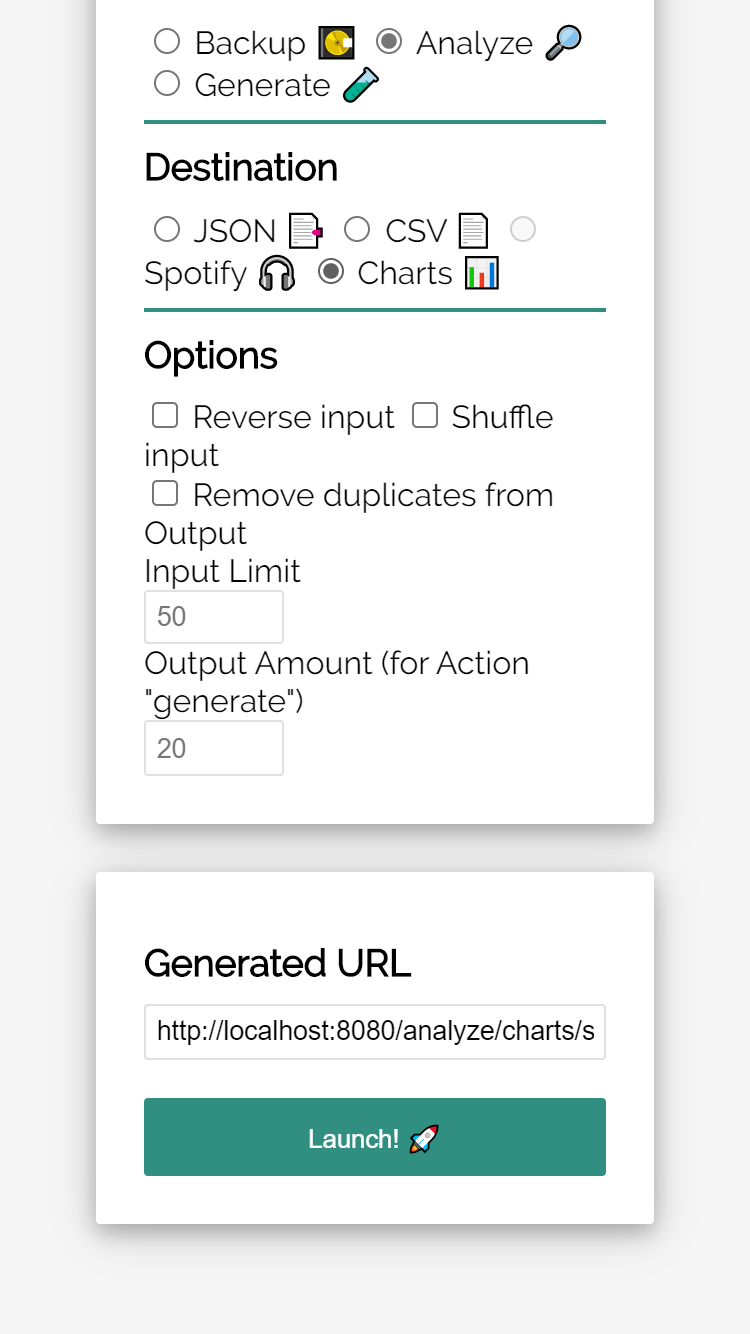 Backup Analyze
Generate
Destination
JSON CSV
Spotify Charts
Options
Reverse input Shuffle
input
Remove duplicates from
Output
Input Limit
50
Output Amount (for Action
"generate")
20
Generated URL
http://localhost:8080/analyze/charts/s
Launch!